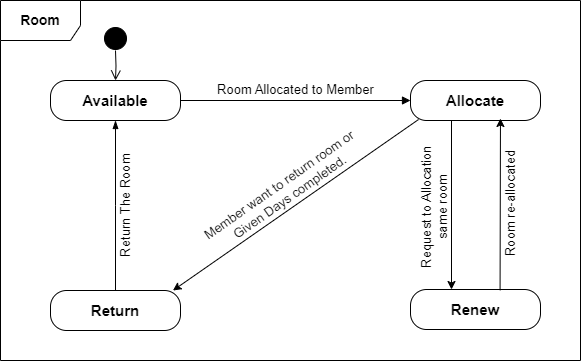 Room
Available
Room Allocated to Member
Allocate
Member want to return room or
Given Days completed.
Return The Room
Request to Allocation
same room
Room re-allocated
Return
Renew